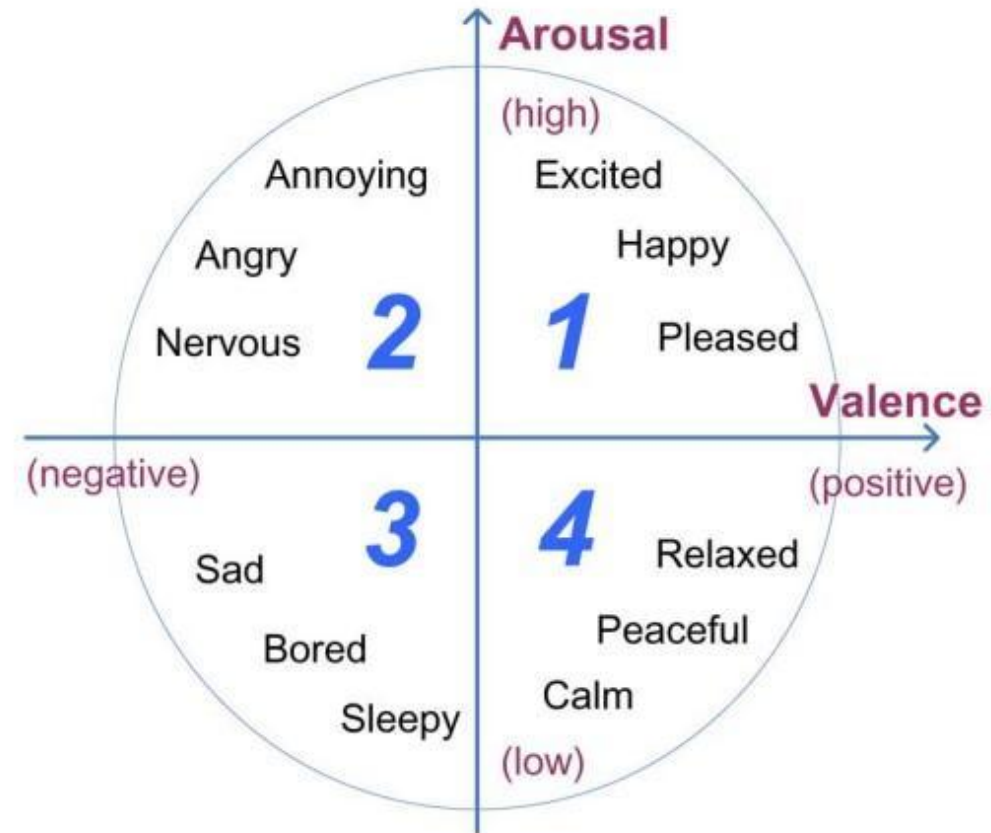 Arousal
(high)
Annoying
Excited
Happy
Angry
2
1
Nervous
Pleased
Valence
(negative)
(positive)
3
4
Sad
Relaxed
Bored
Peaceful
Calm
Sleepy
(low)